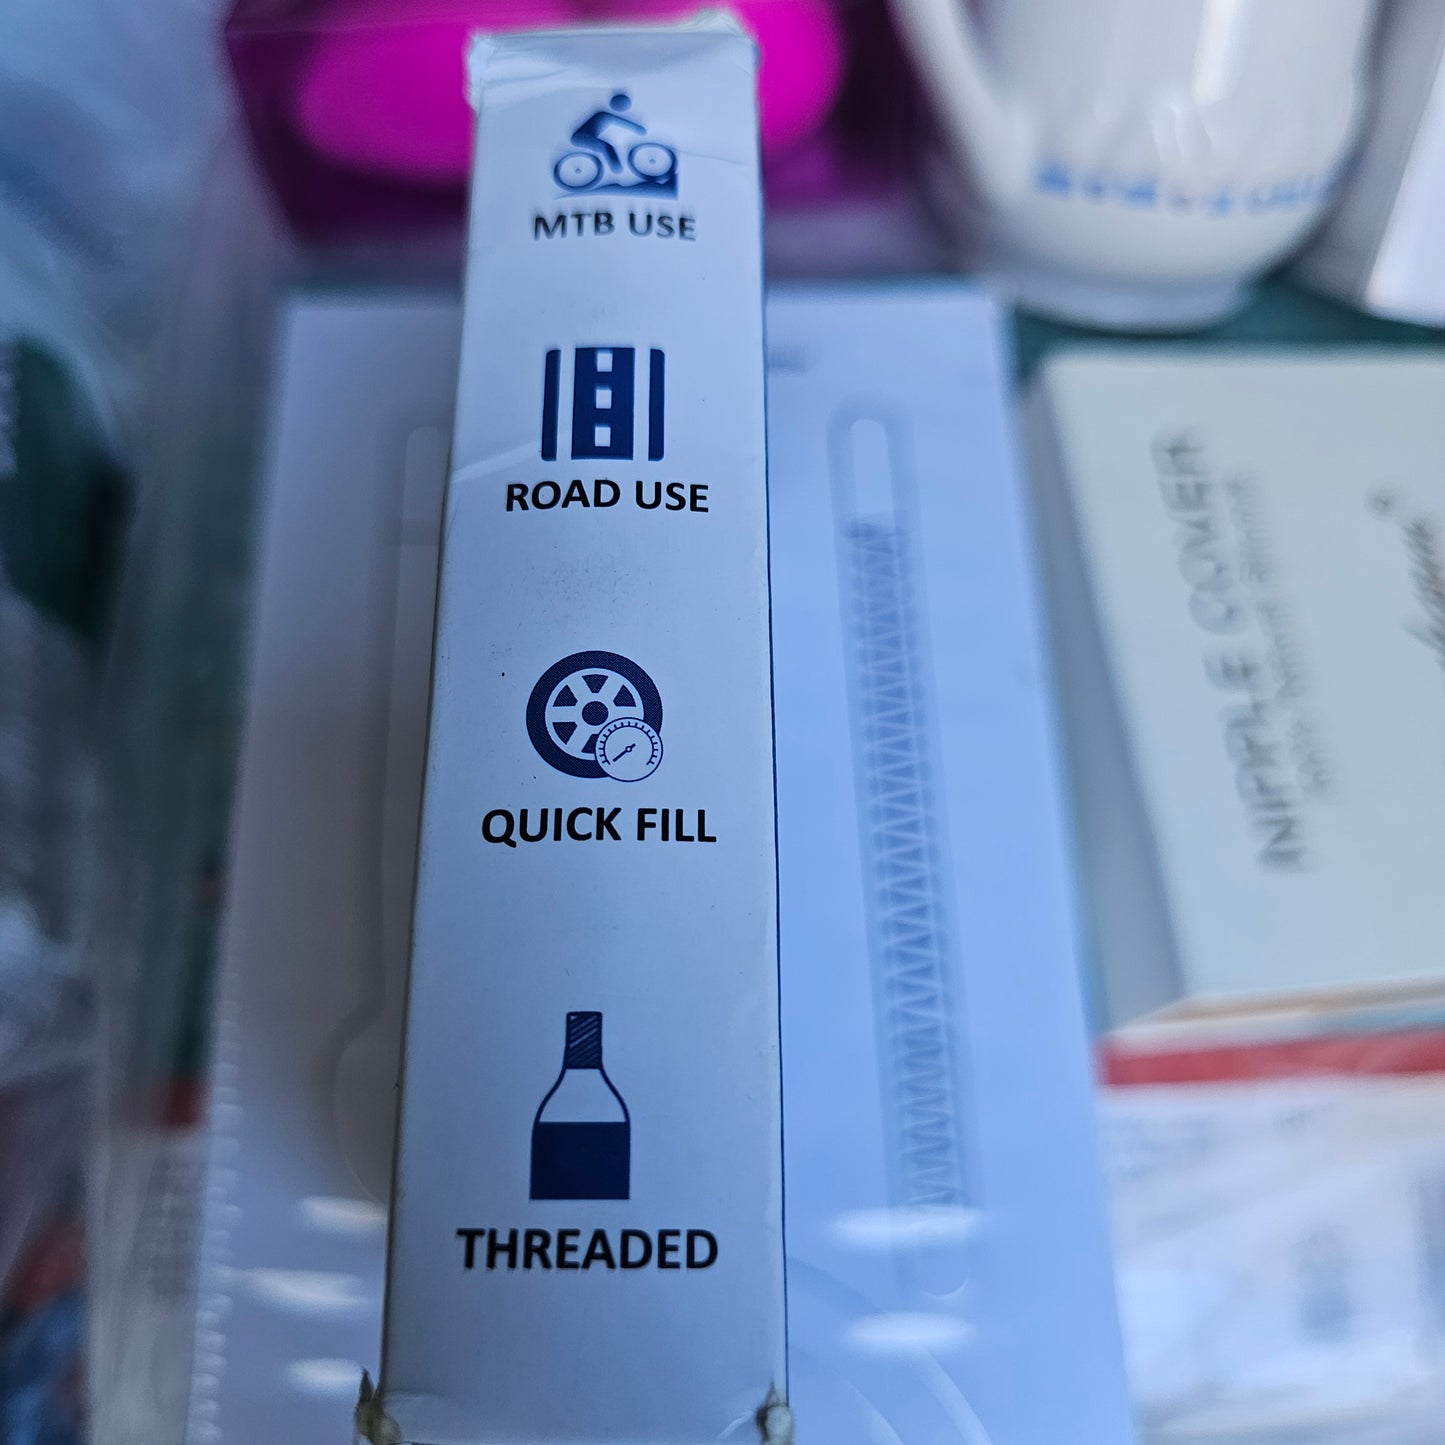 MTB USE
ROAD USE
QUICK FILL
THREADED
NIPPLE COVER